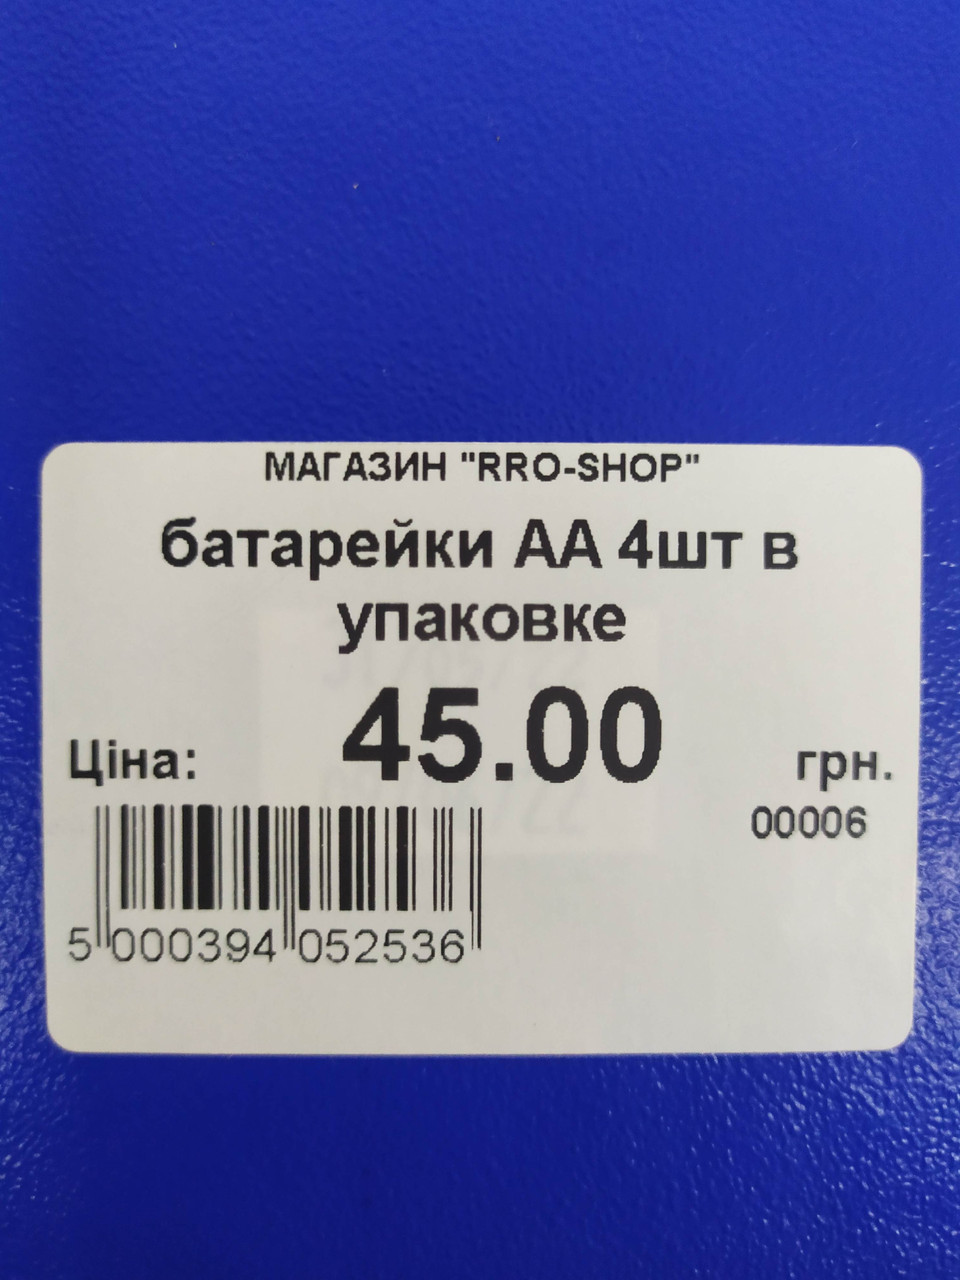 МАГАЗИН "RRO-SHOP"
батарейки АА 4шт в
упаковке
Ціна: 45.00 грн.
00006
5 000394 052536